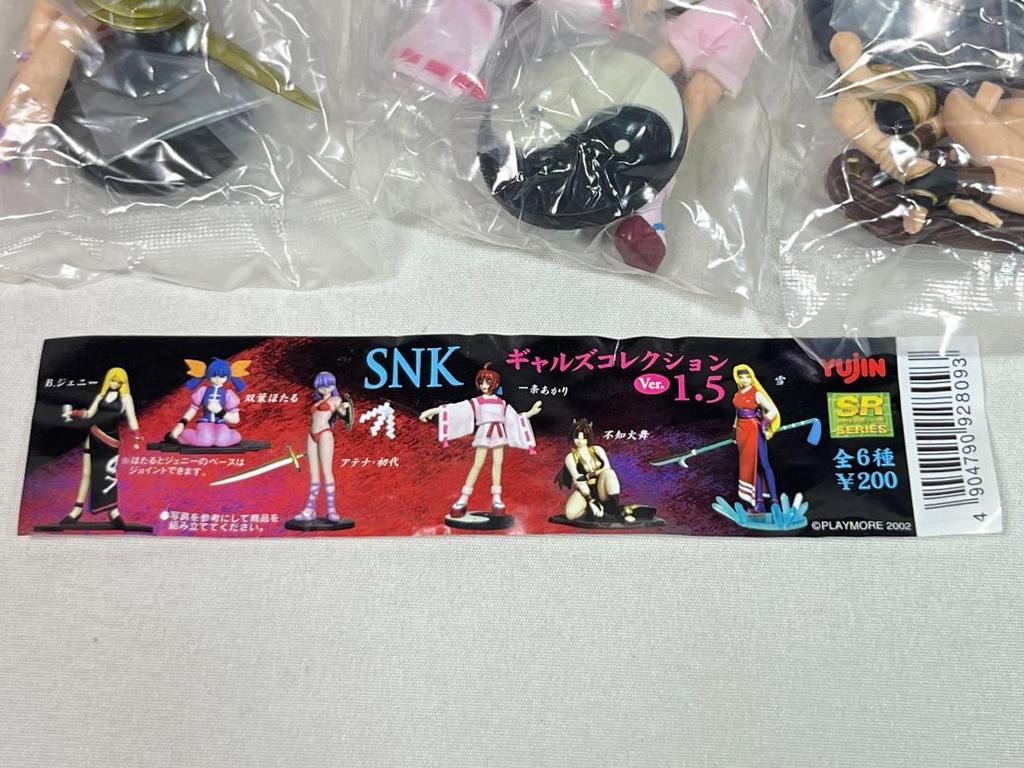 SNK
ギャルズコレクション
Ver. 1.5
YUJIN
SR
SERIES
全6種
¥200
©PLAYMORE 2002
B.ジェニー
双葉ほたる
アテナ・初代
一条あかり
不知火舞
雪
※ほたるとジェニーのベースは
ジョイントできます。
●写真を参考にして商品を
組み立ててください。
4 904790 928093